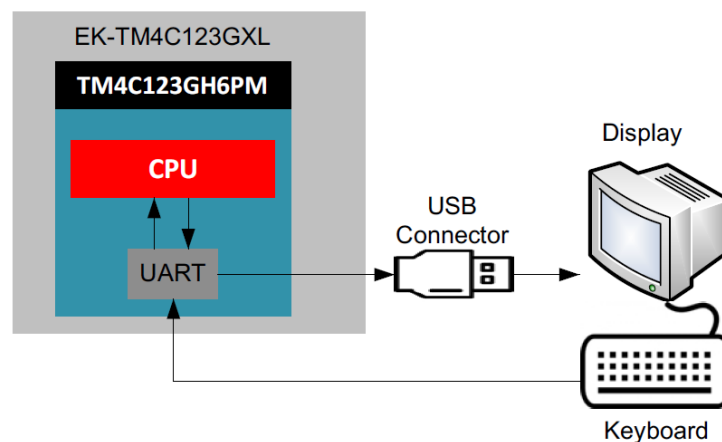 EK-TM4C123GXL
TM4C123GH6PM
CPU
UART
USB
Connector
Display
Keyboard